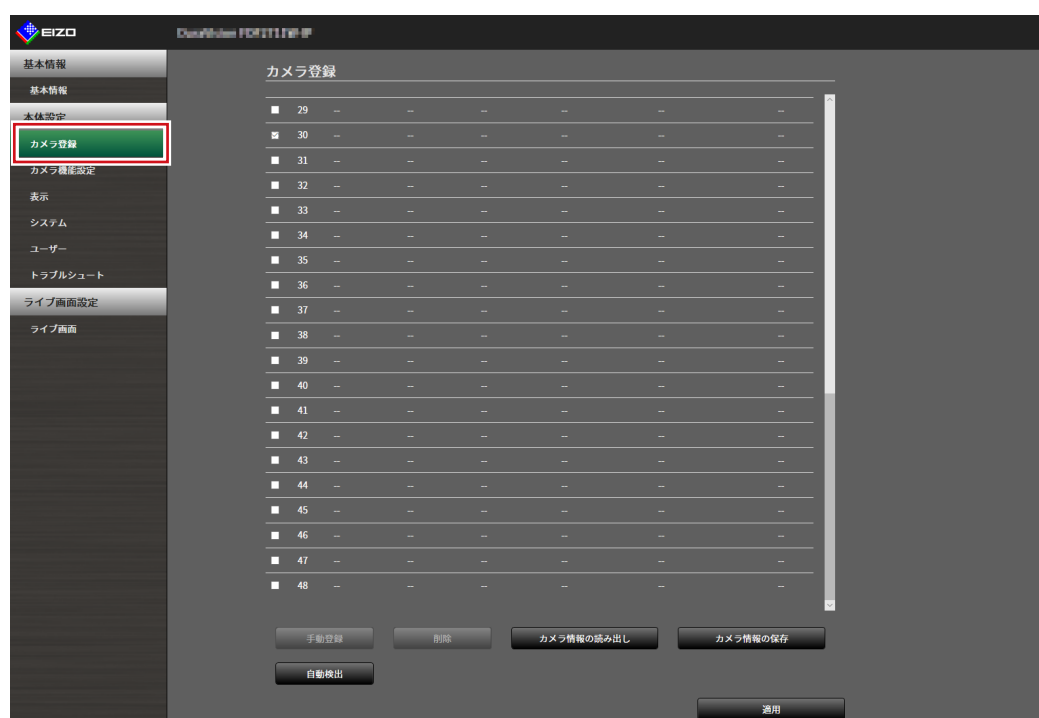 EIZO
基本情報
基本情報
本体設定
カメラ登録
カメラ機能設定
表示
システム
ユーザー
トラブルシュート
ライブ画面設定
ライブ画面
カメラ登録
29 -- -- -- -- -- --
30 -- -- -- -- -- --
31 -- -- -- -- -- --
32 -- -- -- -- -- --
33 -- -- -- -- -- --
34 -- -- -- -- -- --
35 -- -- -- -- -- --
36 -- -- -- -- -- --
37 -- -- -- -- -- --
38 -- -- -- -- -- --
39 -- -- -- -- -- --
40 -- -- -- -- -- --
41 -- -- -- -- -- --
42 -- -- -- -- -- --
43 -- -- -- -- -- --
44 -- -- -- -- -- --
45 -- -- -- -- -- --
46 -- -- -- -- -- --
47 -- -- -- -- -- --
48 -- -- -- -- -- --
手動登録 削除 カメラ情報の読み出し カメラ情報の保存
自動検出
適用